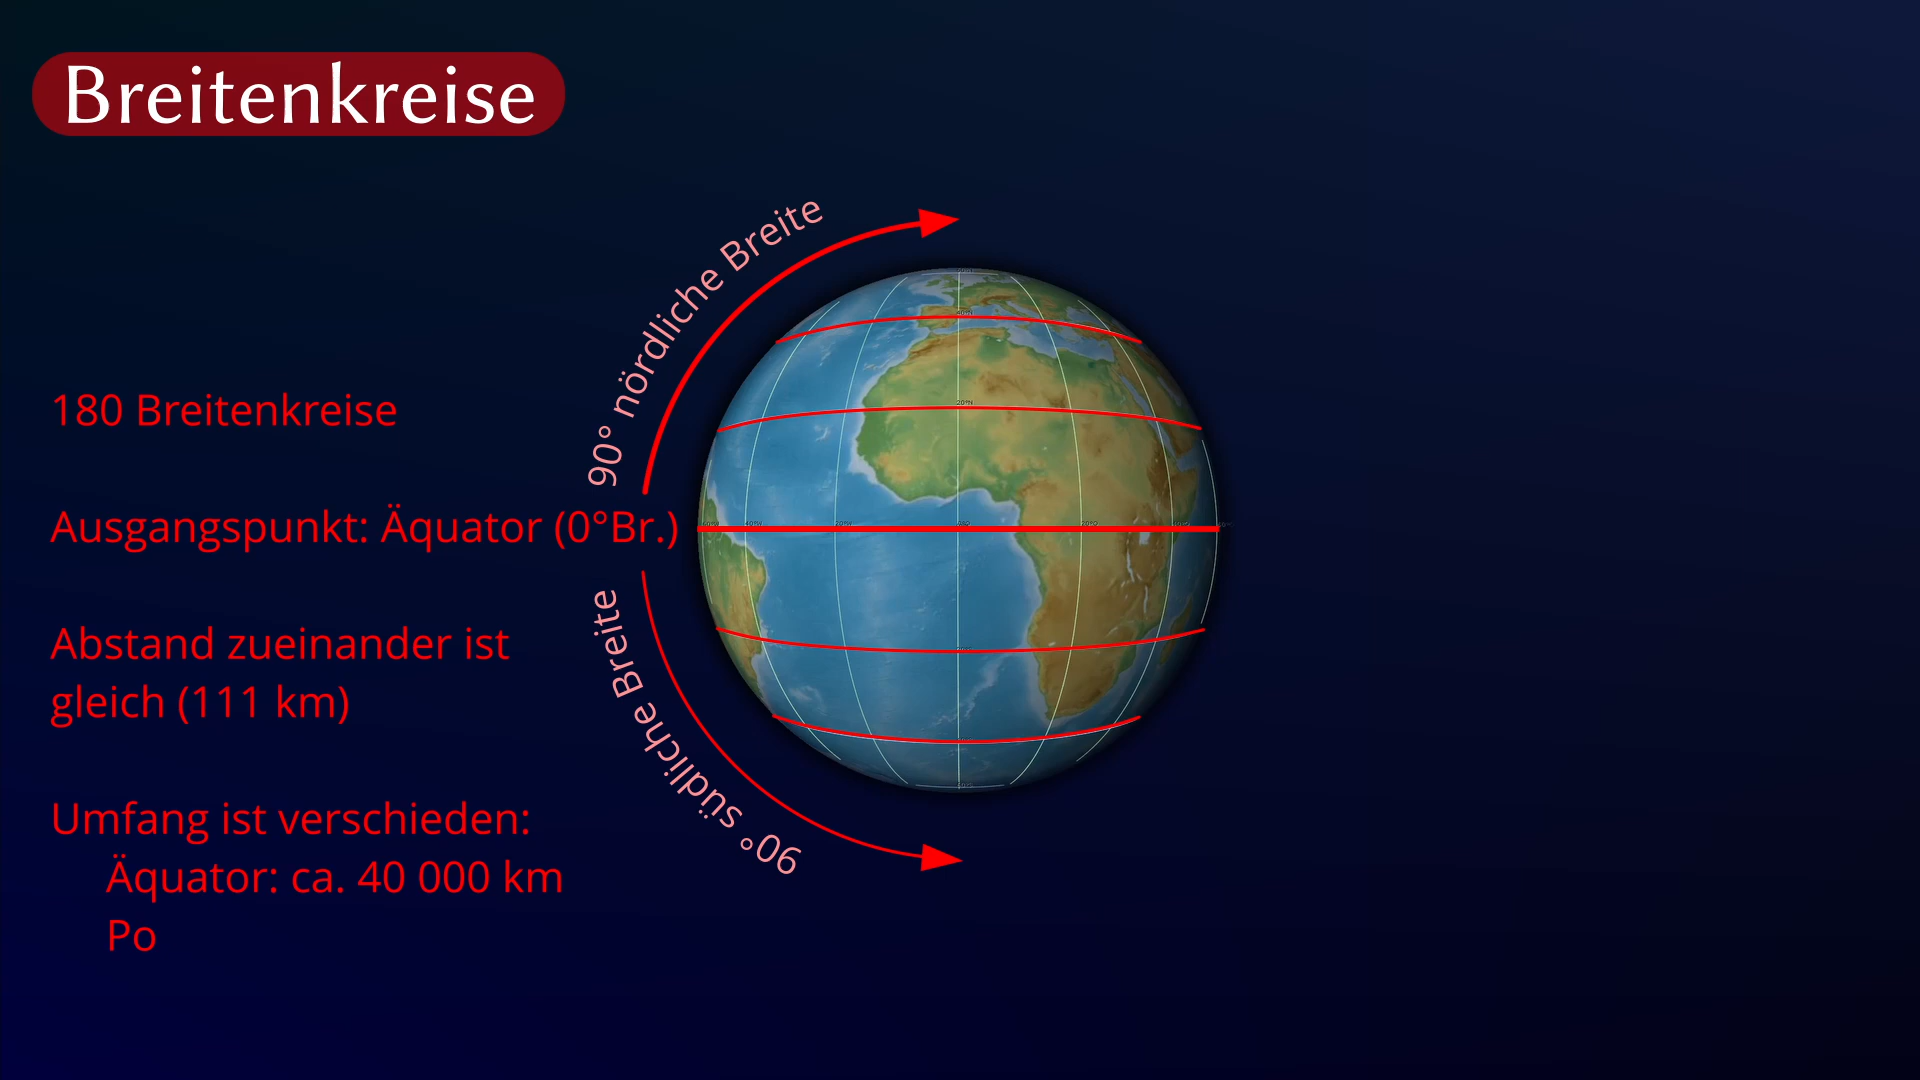 Breitenkreise
90° nördliche Breite
180 Breitenkreise
Ausgangspunkt: Äquator (0°Br.)
Abstand zueinander ist
gleich (111 km)
90° südliche Breite
Umfang ist verschieden:
Äquator: ca. 40 000 km
Po
20°N